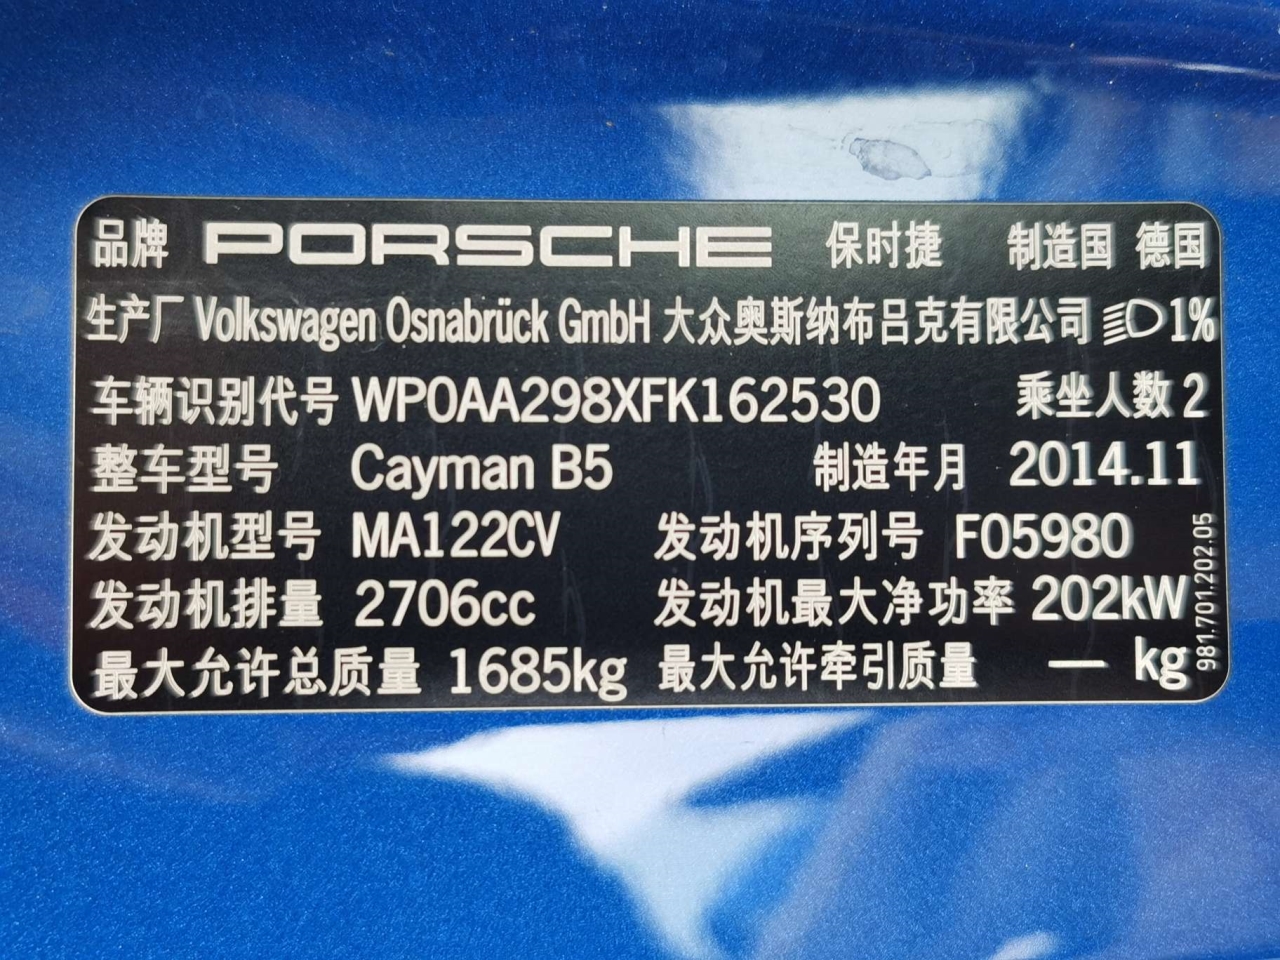 品牌 PORSCHE 保时捷 制造国 德国
生产厂 Volkswagen Osnabrück GmbH 大众奥斯纳布吕克有限公司 1%
车辆识别代号 WP0AA298XFK162530 乘坐人数 2
整车型号 Cayman B5 制造年月 2014.11
发动机型号 MA122CV 发动机序列号 F05980
发动机排量 2706cc 发动机最大净功率 202kW
最大允许总质量 1685kg 最大允许牵引质量 — kg
981.701.202.05